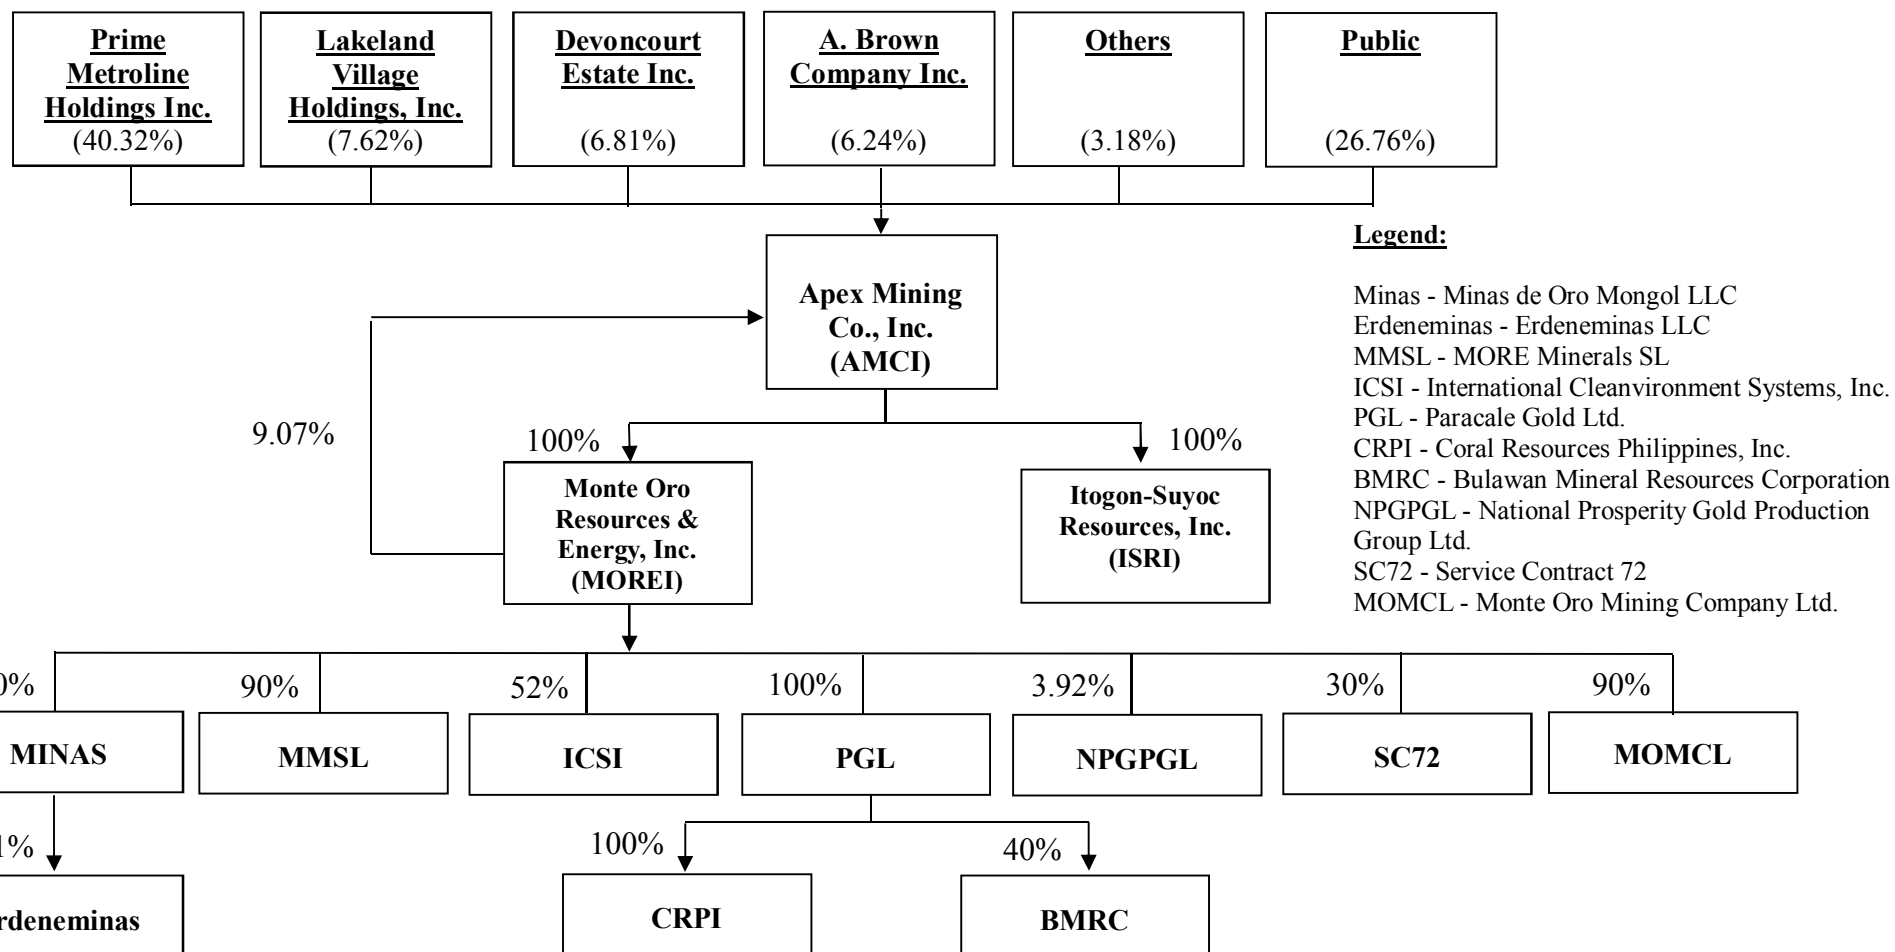 Prime
Metroline
Holdings Inc.
(40.32%)
Lakeland
Village
Holdings, Inc.
(7.62%)
Devoncourt
Estate Inc.
(6.81%)
A. Brown
Company Inc.
(6.24%)
Others
(3.18%)
Public
(26.76%)
Apex Mining
Co., Inc.
(AMCI)
Legend:
Minas - Minas de Oro Mongol LLC
Erdeneminas - Erdeneminas LLC
MMSL - MORE Minerals SL
ICSI - International Cleanvironment Systems, Inc.
PGL - Paracale Gold Ltd.
CRPI - Coral Resources Philippines, Inc.
BMRC - Bulawan Mineral Resources Corporation
NPGPGL - National Prosperity Gold Production
Group Ltd.
SC72 - Service Contract 72
MOMCL - Monte Oro Mining Company Ltd.
9.07%
100%
100%
Monte Oro
Resources &
Energy, Inc.
(MOREI)
Itogon-Suyoc
Resources, Inc.
(ISRI)
0%
90%
52%
100%
3.92%
30%
90%
MINAS
MMSL
ICSI
PGL
NPGPGL
SC72
MOMCL
1%
100%
40%
rdeneminas
CRPI
BMRC